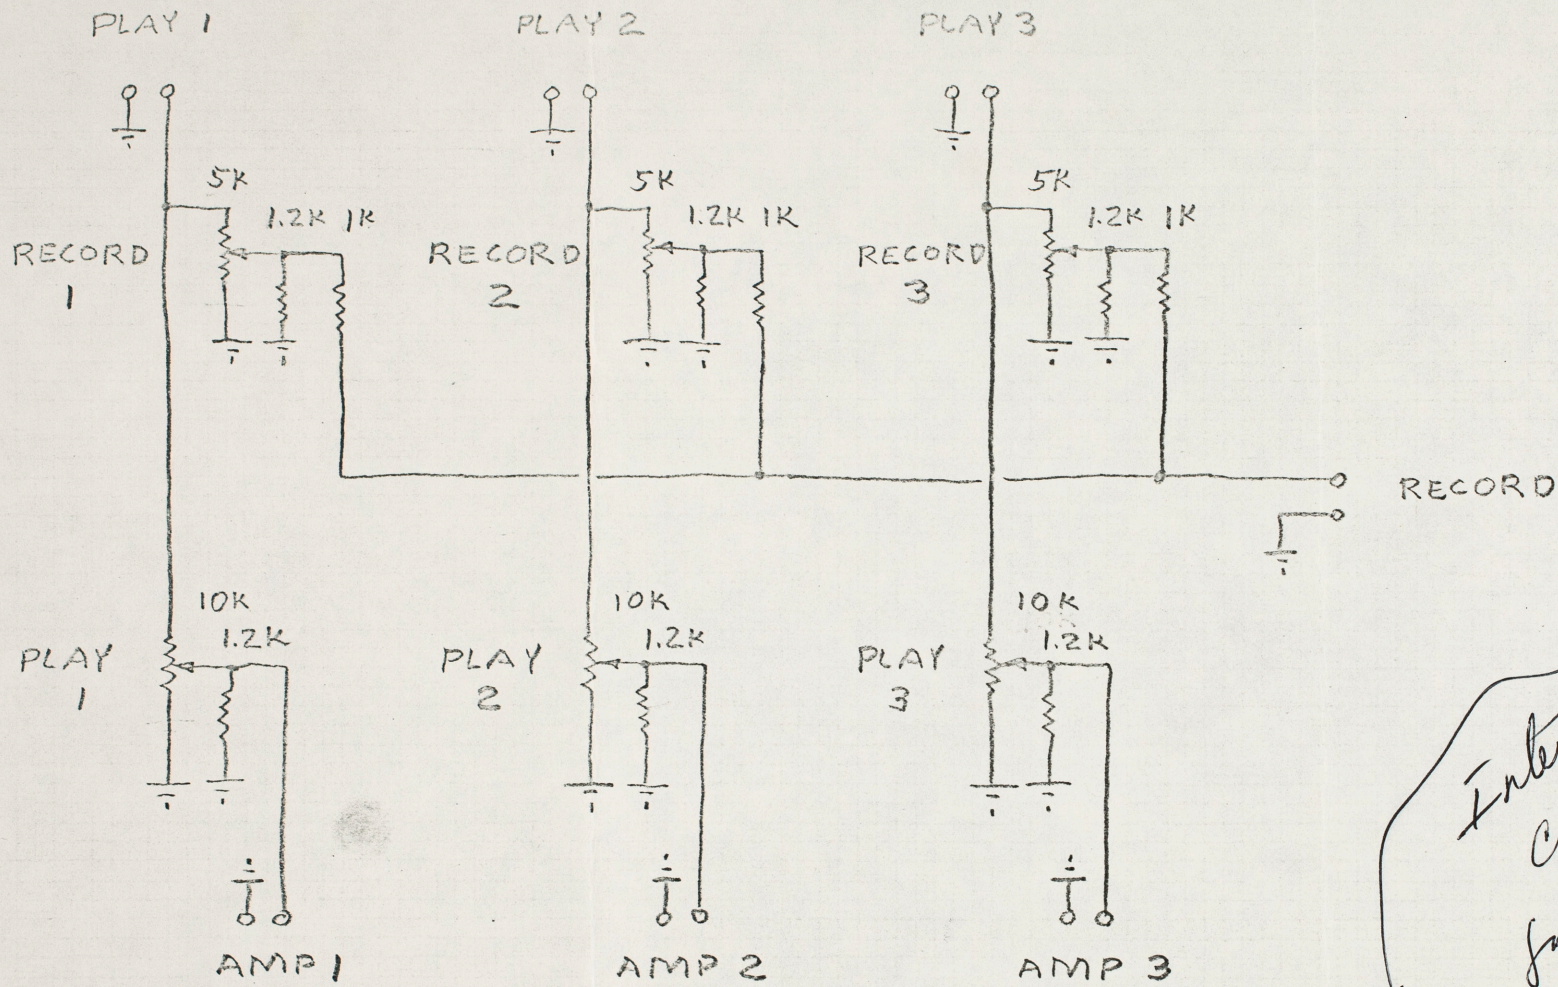 PLAY 1 PLAY 2 PLAY 3
5K 5K 5K
1.2K 1K 1.2K 1K 1.2K 1K
RECORD RECORD RECORD
1 2 3
RECORD
10K 10K 10K
1.2K 1.2K 1.2K
PLAY PLAY PLAY
1 2 3
AMP 1 AMP 2 AMP 3